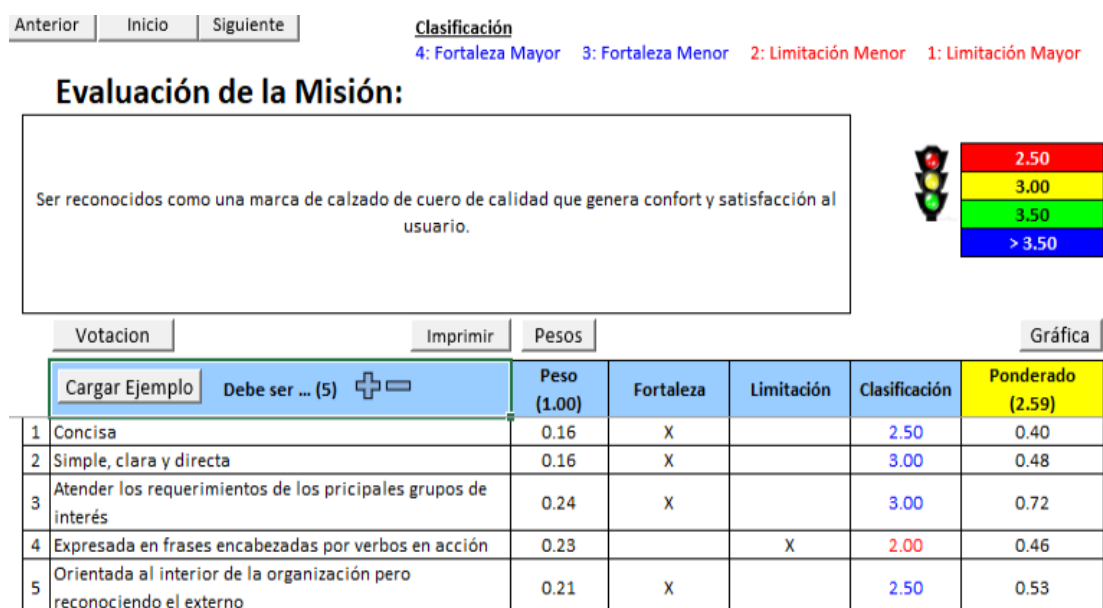 Anterior Inicio Siguiente
Clasificación
4: Fortaleza Mayor 3: Fortaleza Menor 2: Limitación Menor 1: Limitación Mayor
Evaluación de la Misión:
Ser reconocidos como una marca de calzado de cuero de calidad que genera confort y satisfacción al
usuario.
2.50
3.00
3.50
> 3.50
Votacion Imprimir Pesos Gráfica
Cargar Ejemplo Debe ser ... (5) Peso (1.00) Fortaleza Limitación Clasificación Ponderado (2.59)
1 Concisa 0.16 X 2.50 0.40
2 Simple, clara y directa 0.16 X 3.00 0.48
3 Atender los requerimientos de los pricipales grupos de
interés 0.24 X 3.00 0.72
4 Expresada en frases encabezadas por verbos en acción 0.23 X 2.00 0.46
5 Orientada al interior de la organización pero
reconociendo el externo 0.21 X 2.50 0.53